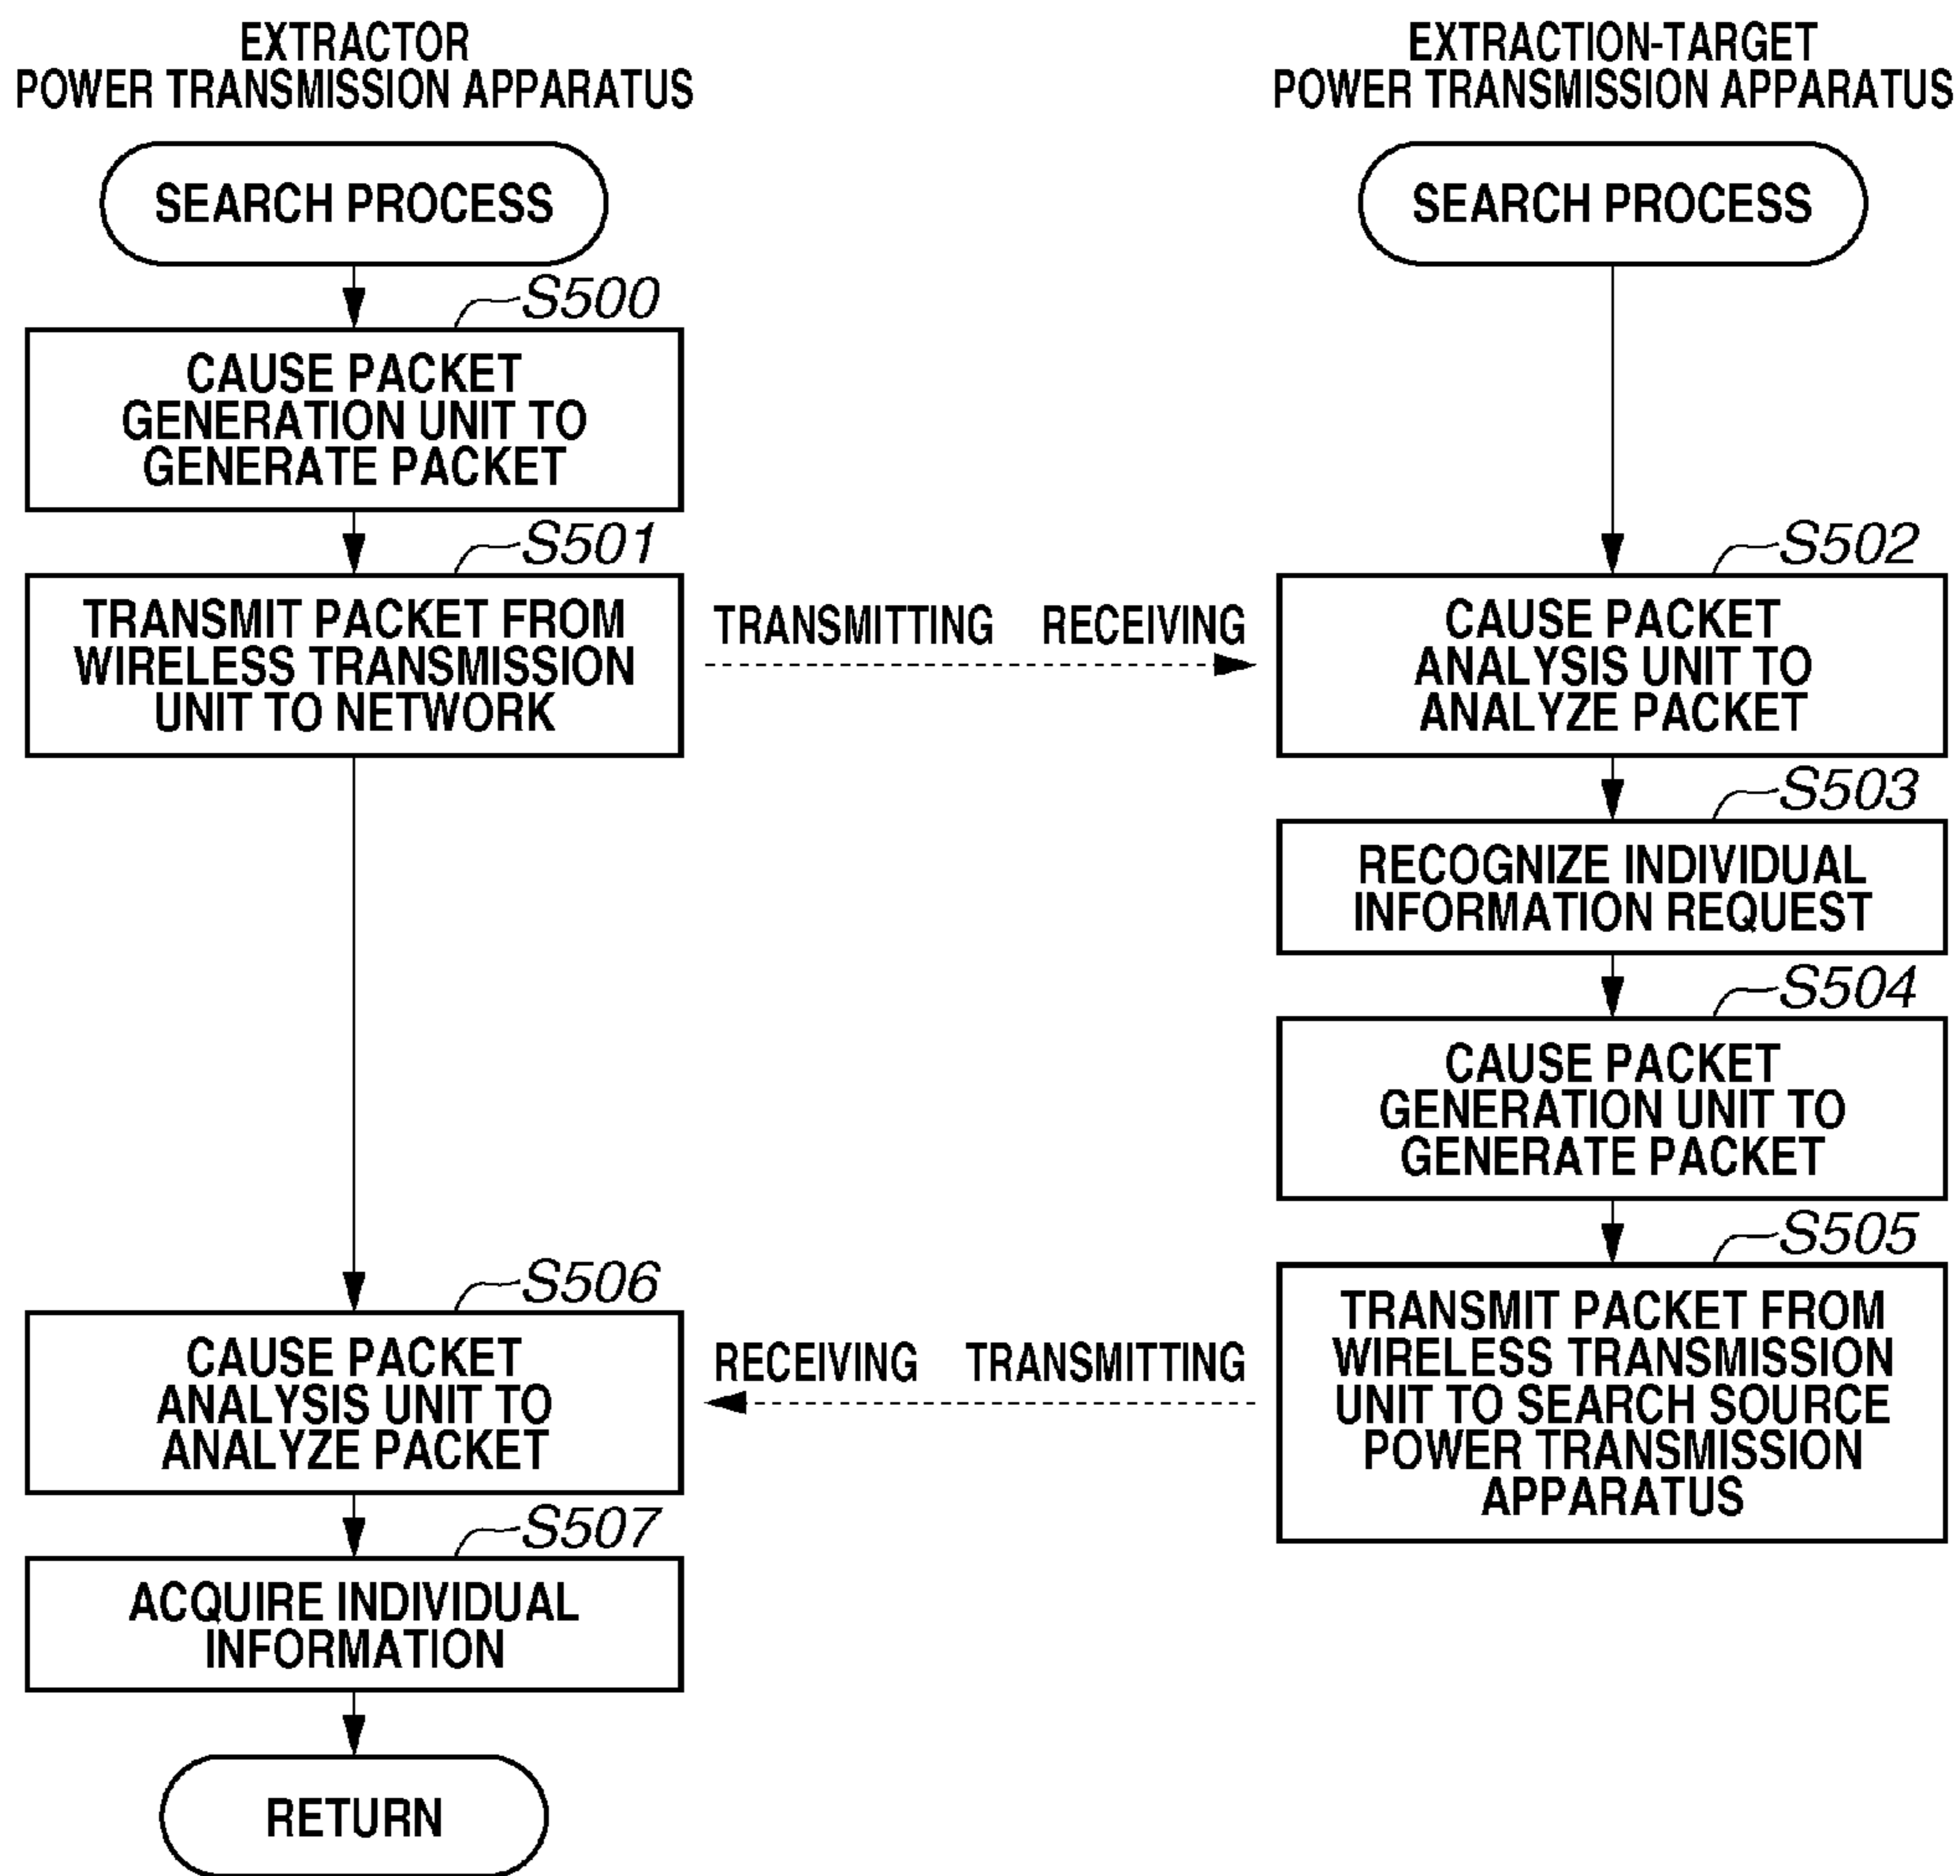 EXTRACTOR
POWER TRANSMISSION APPARATUS
SEARCH PROCESS
S500
CAUSE PACKET
GENERATION UNIT TO
GENERATE PACKET
S501
TRANSMIT PACKET FROM
WIRELESS TRANSMISSION
UNIT TO NETWORK
TRANSMITTING RECEIVING
EXTRACTION-TARGET
POWER TRANSMISSION APPARATUS
SEARCH PROCESS
S502
CAUSE PACKET
ANALYSIS UNIT TO
ANALYZE PACKET
S503
RECOGNIZE INDIVIDUAL
INFORMATION REQUEST
S504
CAUSE PACKET
GENERATION UNIT TO
GENERATE PACKET
S505
TRANSMIT PACKET FROM
WIRELESS TRANSMISSION
UNIT TO SEARCH SOURCE
POWER TRANSMISSION
APPARATUS
RECEIVING TRANSMITTING
S506
CAUSE PACKET
ANALYSIS UNIT TO
ANALYZE PACKET
S507
ACQUIRE INDIVIDUAL
INFORMATION
RETURN